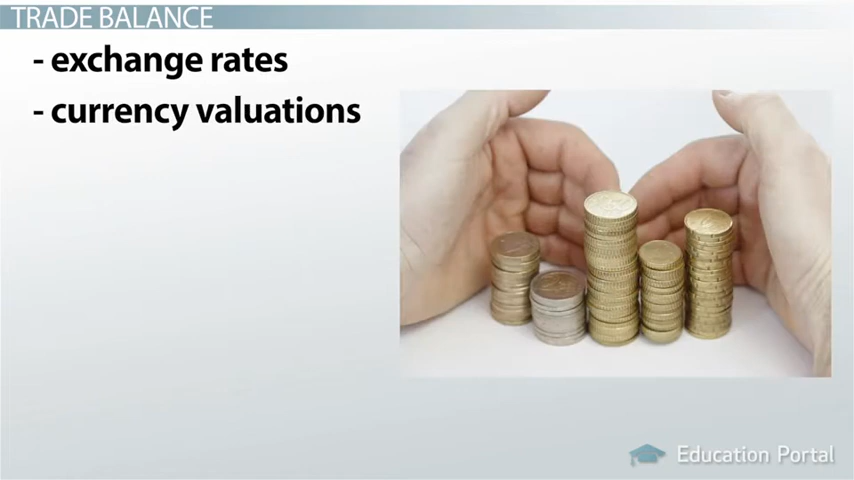 TRADE BALANCE
- exchange rates
- currency valuations
Education Portal